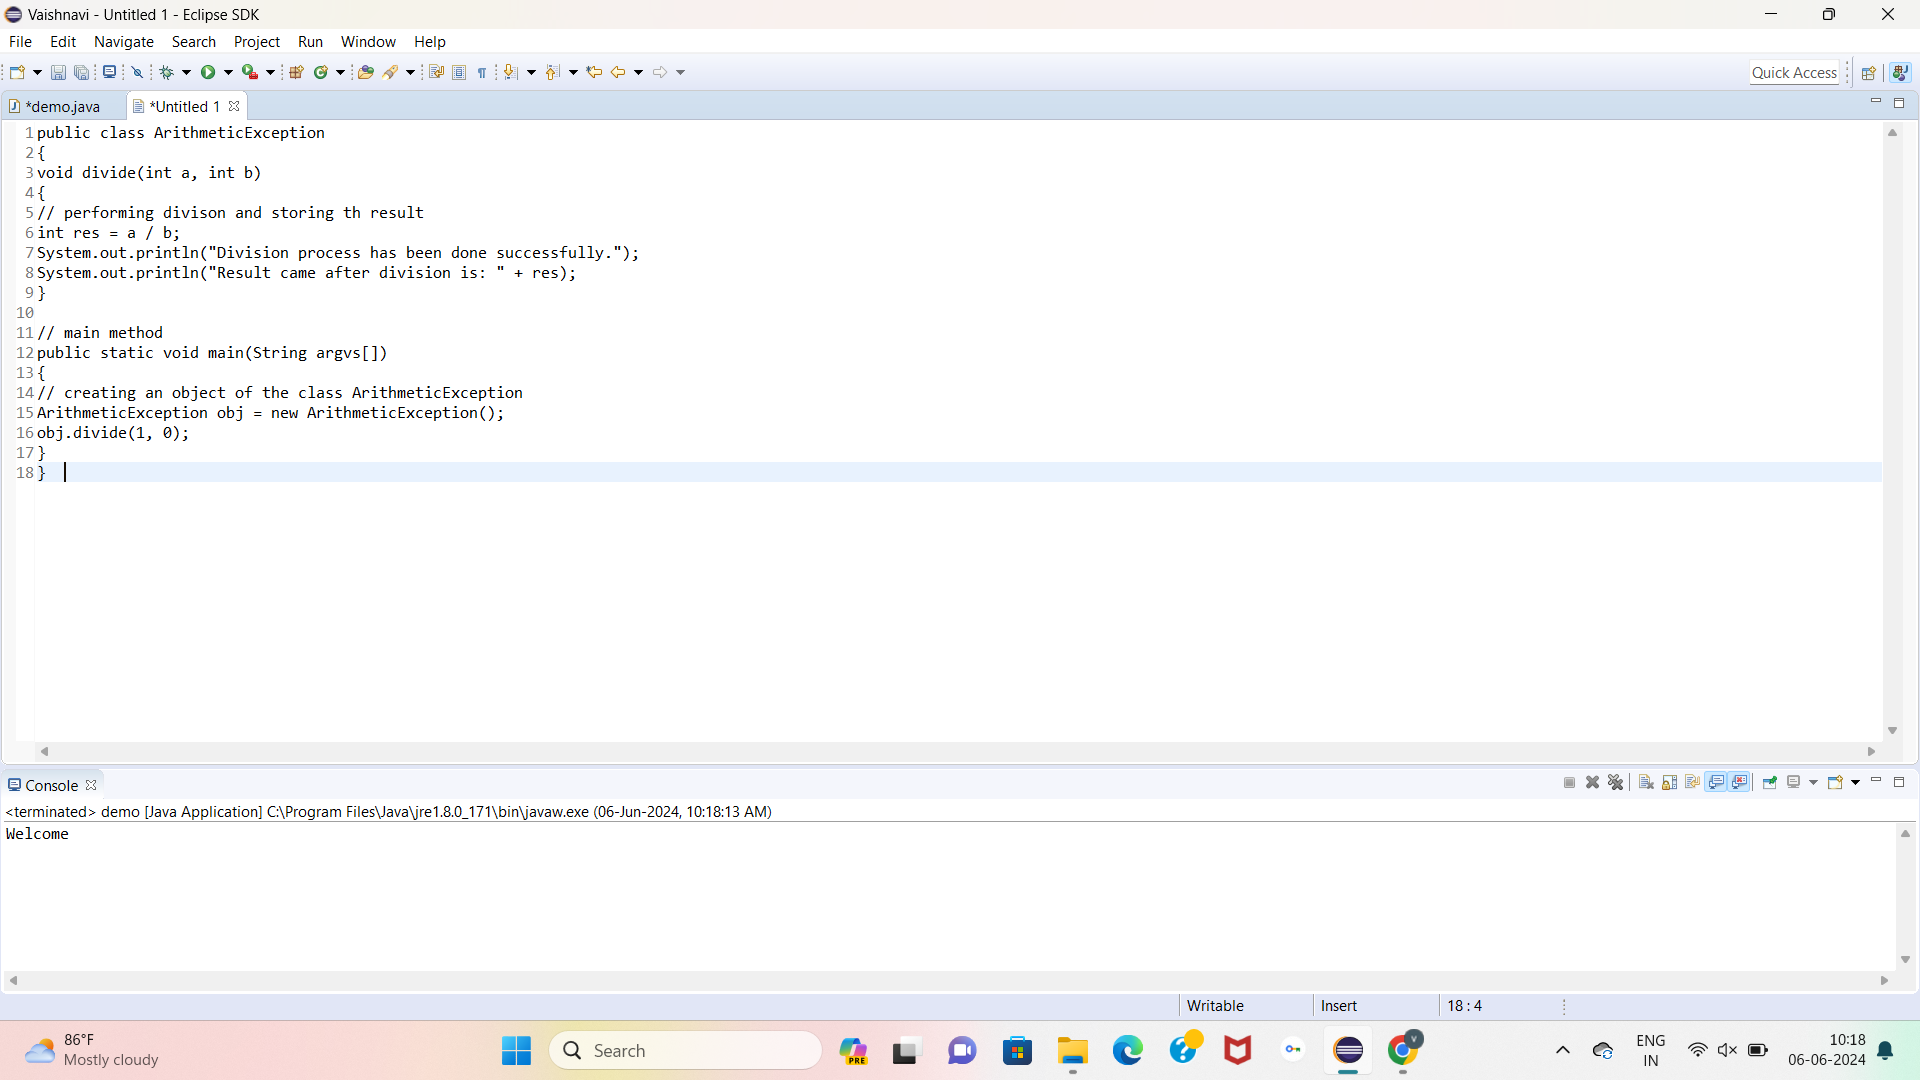 Vaishnavi - Untitled 1 - Eclipse SDK
File Edit Navigate Search Project Run Window Help
Quick Access
*demo.java *Untitled 1
1 public class ArithmeticException
2 {
3 void divide(int a, int b)
4 {
5 // performing divison and storing th result
6 int res = a / b;
7 System.out.println("Division process has been done successfully.");
8 System.out.println("Result came after division is: " + res);
9 }
10
11 // main method
12 public static void main(String argvs[])
13 {
14 // creating an object of the class ArithmeticException
15 ArithmeticException obj = new ArithmeticException();
16 obj.divide(1, 0);
17 }
18 }
Console
<terminated> demo [Java Application] C:\Program Files\Java\jre1.8.0_171\bin\javaw.exe (06-Jun-2024, 10:18:13 AM)
Welcome
Writable Insert 18 : 4
86°F
Mostly cloudy
Search
PRE
V
ENG
IN
10:18
06-06-2024